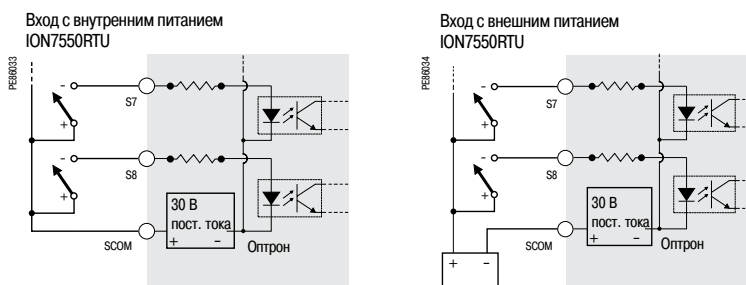 Вход с внутренним питанием
ION7550RTU
PE86033
-
S7
+
-
S8
+
30 В
пост. тока
+ -
SCOM
Оптрон
Вход с внешним питанием
ION7550RTU
PE86034
-
S7
+
-
S8
+
30 В
пост. тока
+ -
SCOM
Оптрон
+ -